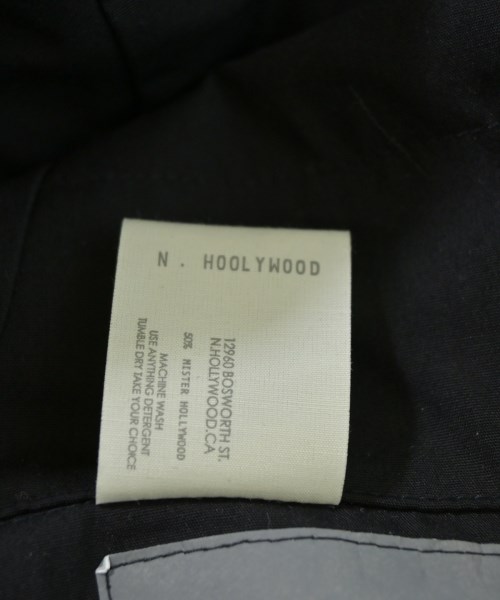 N. HOOLYWOOD
12960 BOSWORTH ST.
N.HOLLYWOOD.CA
50% MISTER HOLLYWOOD
MACHINE WASH
USE ANYTHING DETERGENT
TUMBLE DRY TAKE YOUR CHOICE